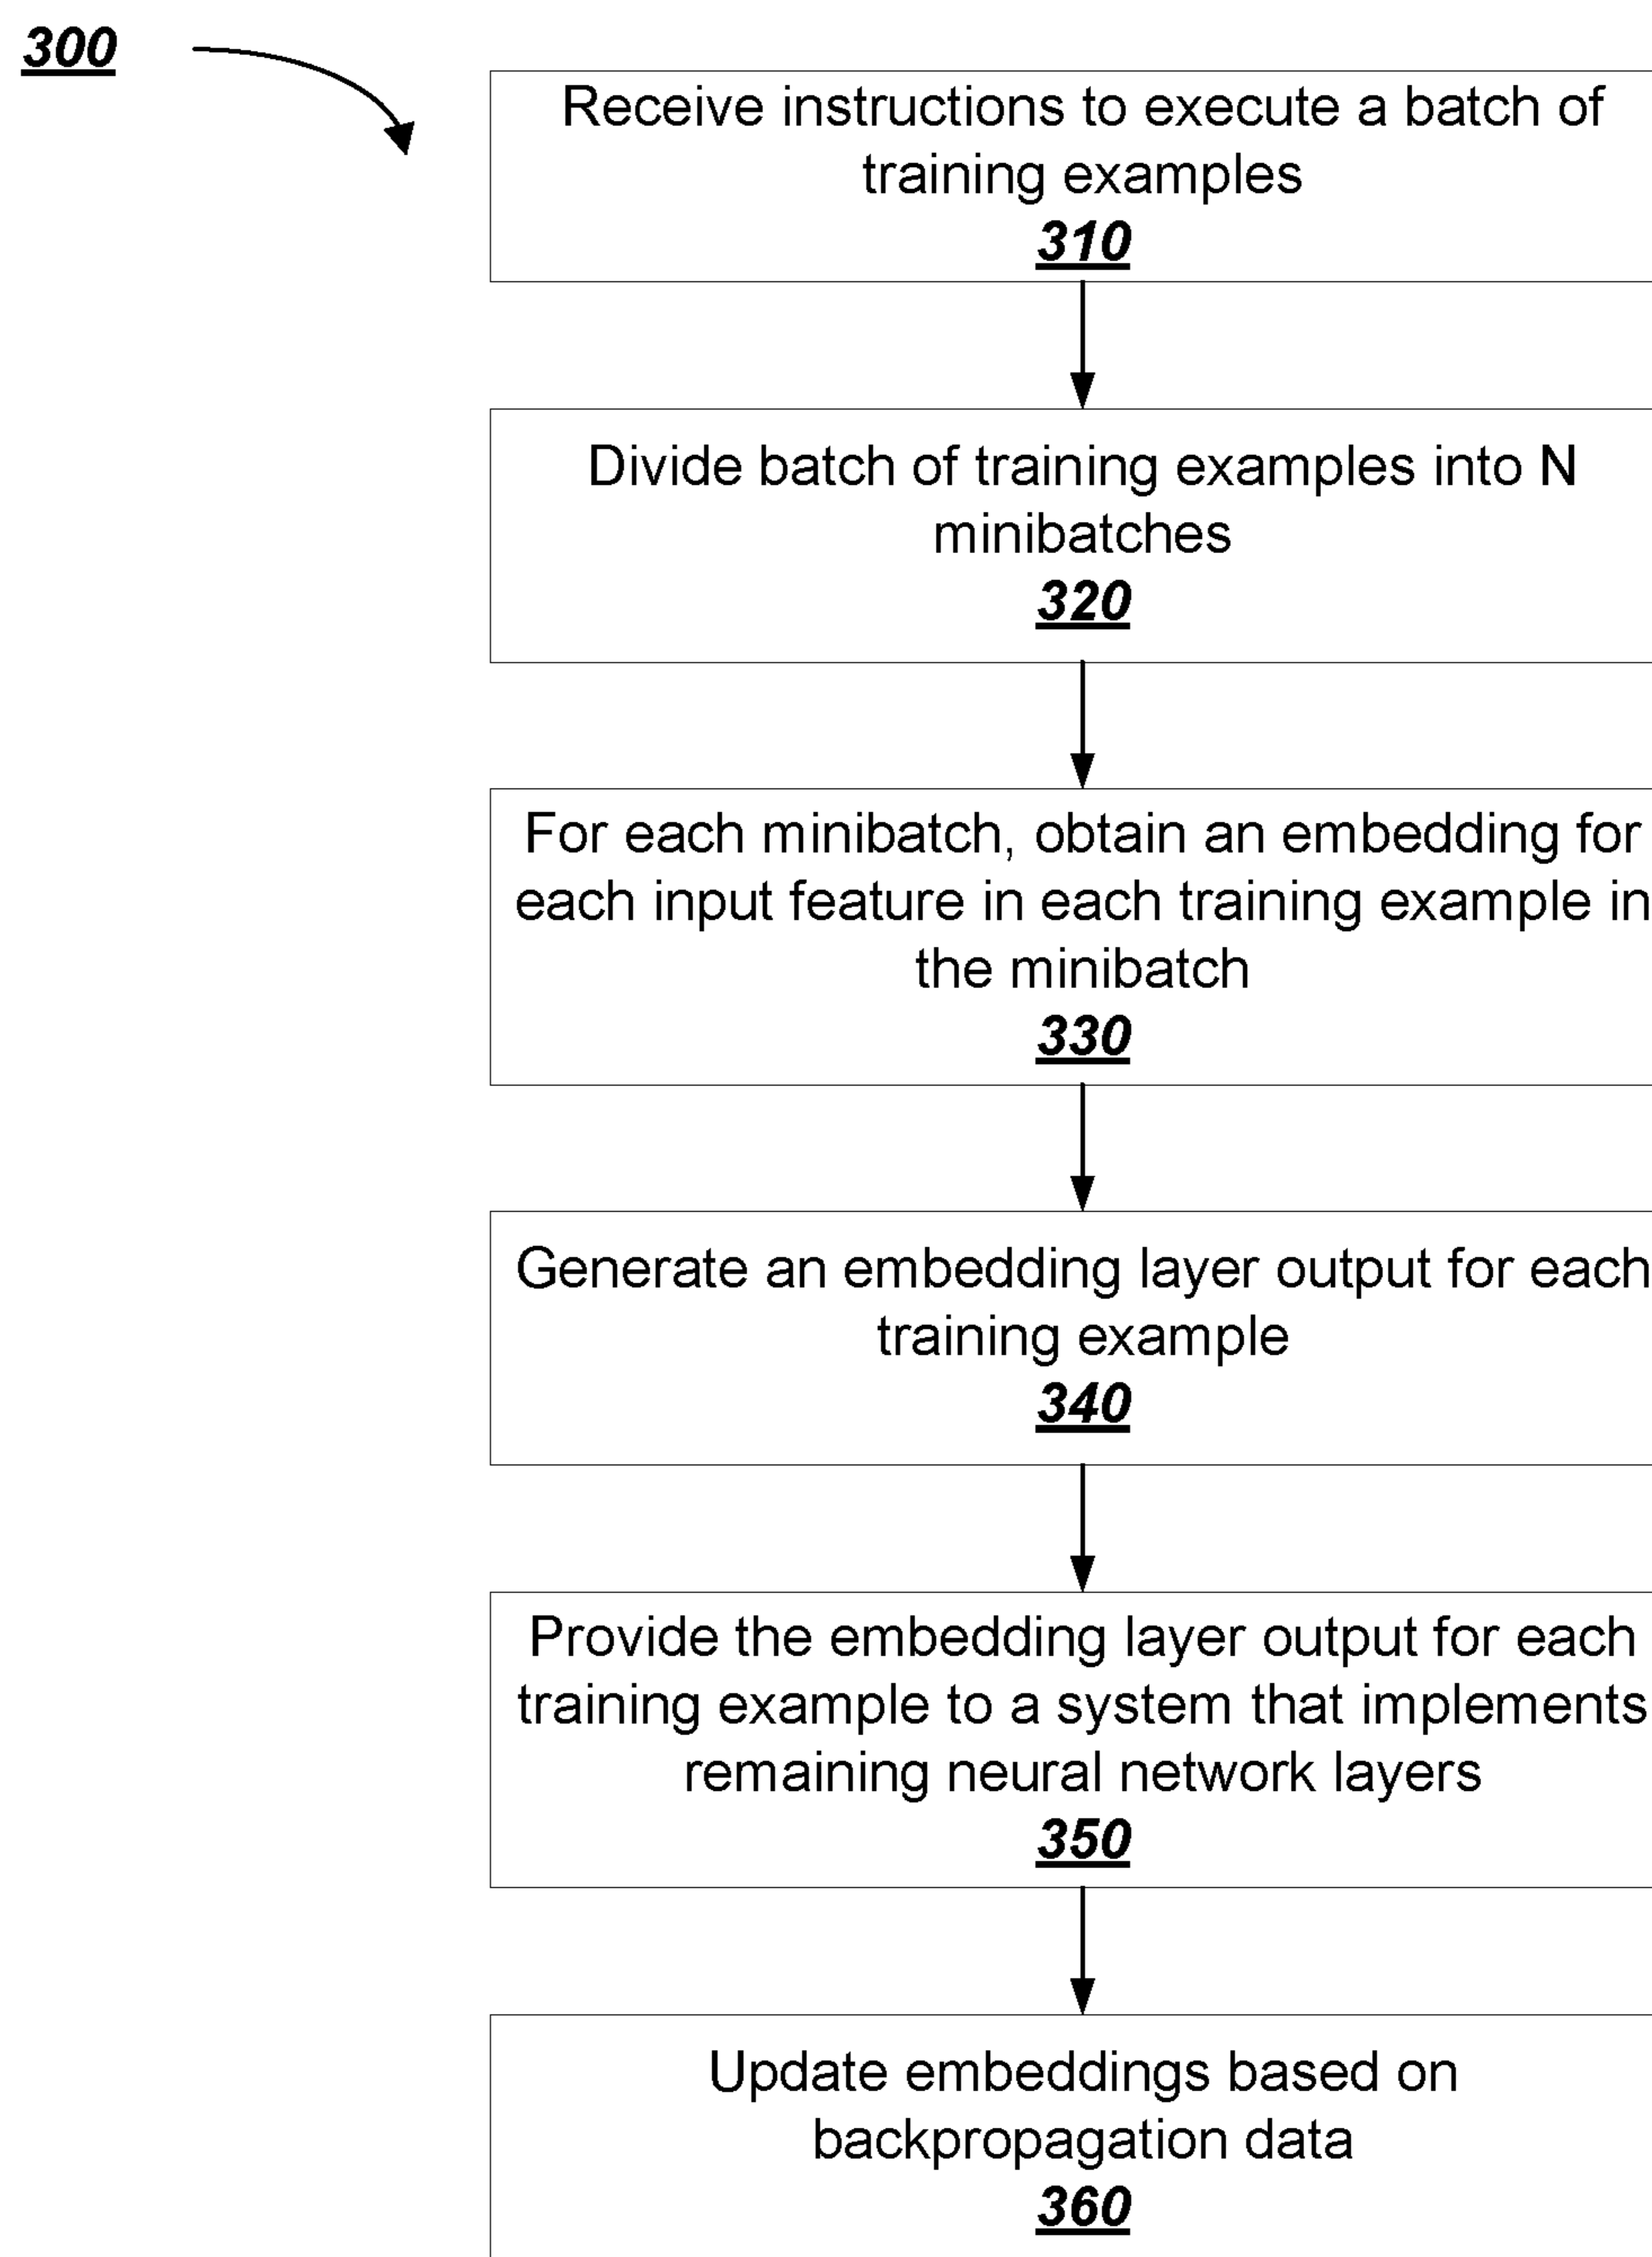 300
Receive instructions to execute a batch of
training examples
310
Divide batch of training examples into N
minibatches
320
For each minibatch, obtain an embedding for
each input feature in each training example in
the minibatch
330
Generate an embedding layer output for each
training example
340
Provide the embedding layer output for each
training example to a system that implements
remaining neural network layers
350
Update embeddings based on
backpropagation data
360